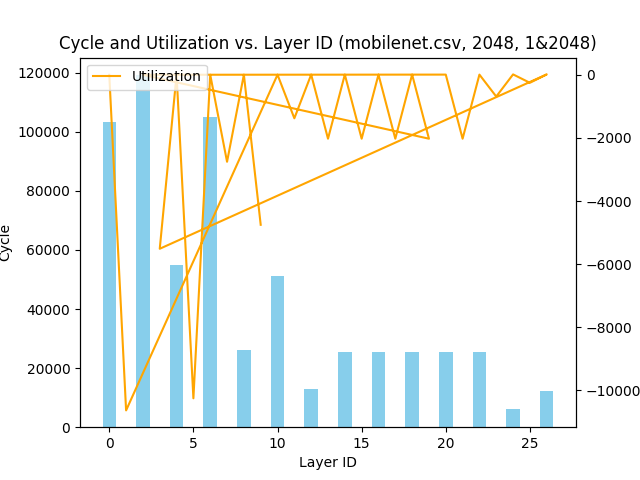 Cycle and Utilization vs. Layer ID (mobilenet.csv, 2048, 1&2048)
Utilization
120000
100000
80000
60000
40000
20000
0
Cycle
0
−2000
−4000
−6000
−8000
−10000
0 5 10 15 20 25
Layer ID